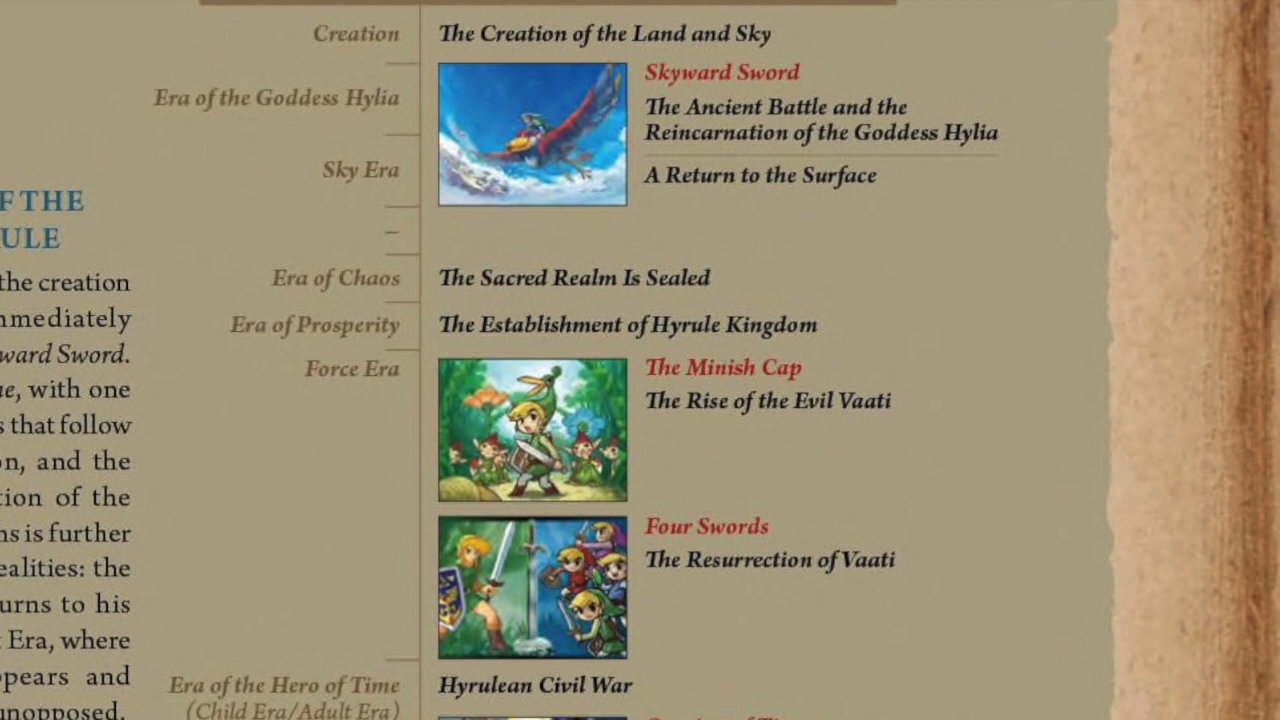 Creation
The Creation of the Land and Sky
Era of the Goddess Hylia
Skyward Sword
The Ancient Battle and the
Reincarnation of the Goddess Hylia
Sky Era
A Return to the Surface
–
Era of Chaos
The Sacred Realm Is Sealed
Era of Prosperity
The Establishment of Hyrule Kingdom
Force Era
The Minish Cap
The Rise of the Evil Vaati
Four Swords
The Resurrection of Vaati
Era of the Hero of Time
(Child Era/Adult Era)
Hyrulean Civil War
F THE
ULE
the creation
mmediately
ward Sword.
, with one
s that follow
on, and the
tion of the
ns is further
ealities: the
urns to his
Era, where
pears and
unopposed.